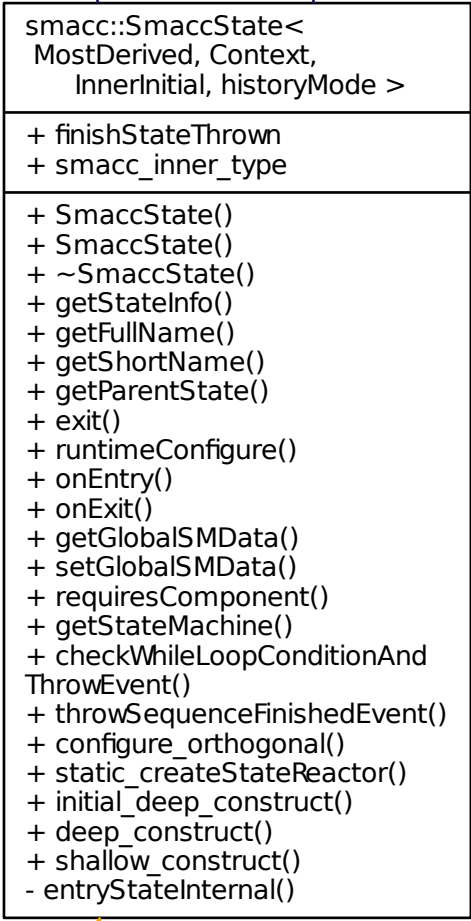 smacc::SmaccState<
MostDerived, Context,
InnerInitial, historyMode >
+ finishStateThrown
+ smacc_inner_type
+ SmaccState()
+ SmaccState()
+ ~SmaccState()
+ getStateInfo()
+ getFullName()
+ getShortName()
+ getParentState()
+ exit()
+ runtimeConfigure()
+ onEntry()
+ onExit()
+ getGlobalSMData()
+ setGlobalSMData()
+ requiresComponent()
+ getStateMachine()
+ checkWhileLoopConditionAnd
ThrowEvent()
+ throwSequenceFinishedEvent()
+ configure_orthogonal()
+ static_createStateReactor()
+ initial_deep_construct()
+ deep_construct()
+ shallow_construct()
- entryStateInternal()